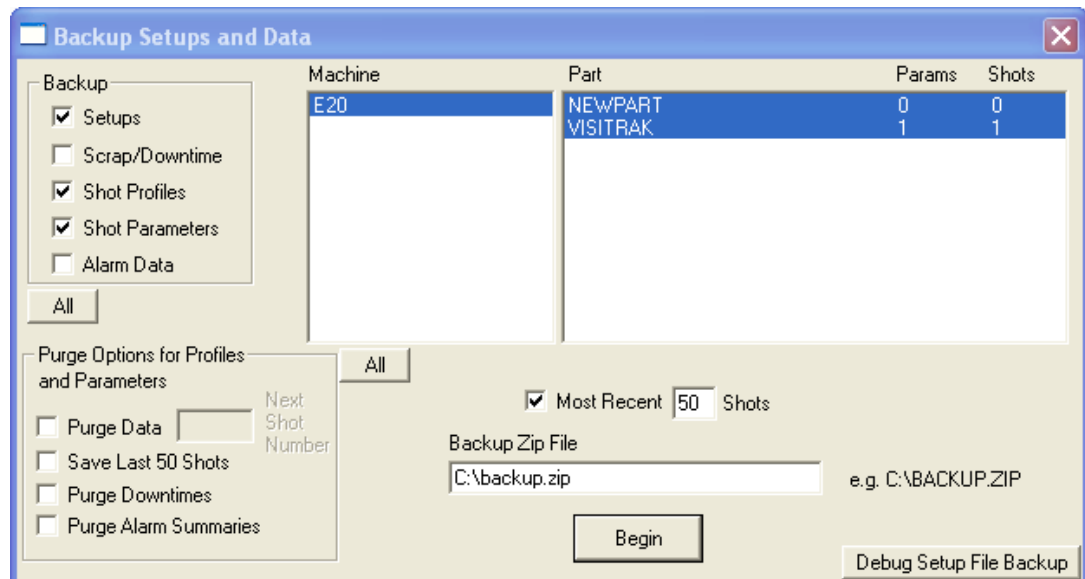 Backup Setups and Data
Backup
Setups
Scrap/Downtime
Shot Profiles
Shot Parameters
Alarm Data
All
Machine
E20
All
Part Params Shots
NEWPART 0 0
VISITRAK 1 1
Purge Options for Profiles
and Parameters
Purge Data
Next
Shot
Number
Save Last 50 Shots
Purge Downtimes
Purge Alarm Summaries
Most Recent 50 Shots
Backup Zip File
C:\backup.zip e.g. C:\BACKUP.ZIP
Begin
Debug Setup File Backup